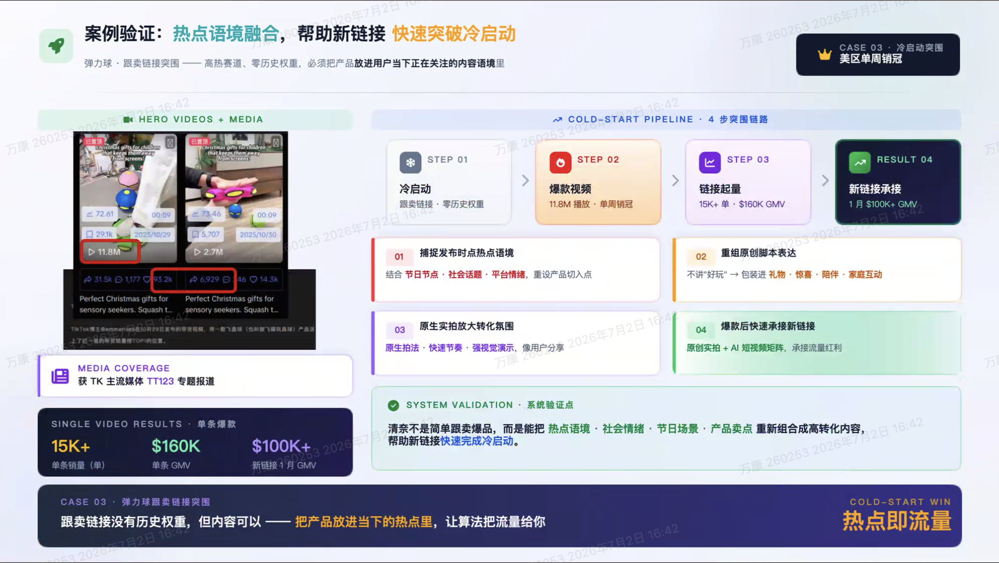 案例验证：热点语境融合，帮助新链接 快速突破冷启动
弹力球 · 跟卖链接突围 —— 高热赛道、零历史权重，必须把产品放进用户当下正在关注的内容语境里
CASE 03 · 冷启动突围
美区单周销冠
HERO VIDEOS + MEDIA
已置顶
Christmas gifts for children
that keeps them away
from screens!
72.61
00:09
29.1k
2025/10/29
11.8M
已置顶
Christmas gifts for children
that keeps them away
from screens!
73.46
00:09
5,707
2025/10/30
2.7M
31.5k 1,177 93.2k
6,929 46 14.3k
Perfect Christmas gifts for
sensory seekers. Squash t...
Perfect Christmas gifts for
sensory seekers. Squash t...
TikTok博主@emmarises在10月29日发布的带货视频，将一款飞盘球（也叫做飞碟玩具球）产品送
上了近一周的带货销量榜TOP1的位置。
MEDIA COVERAGE
获 TK 主流媒体 TT123 专题报道
SINGLE VIDEO RESULTS · 单条爆款
15K+
单条销量（单）
$160K
单条 GMV
$100K+
新链接 1 月 GMV
COLD-START PIPELINE · 4 步突围链路
STEP 01
冷启动
跟卖链接 · 零历史权重
STEP 02
爆款视频
11.8M 播放 · 单周销冠
STEP 03
链接起量
15K+ 单 · $160K GMV
RESULT 04
新链接承接
1 月 $100K+ GMV
01 捕捉发布时点热点语境
结合 节日节点 · 社会话题 · 平台情绪，重设产品切入点
02 重组原创脚本表达
不讲"好玩" → 包装进 礼物 · 惊喜 · 陪伴 · 家庭互动
03 原生实拍放大转化氛围
原生拍法 · 快速节奏 · 强视觉演示，像用户分享
04 爆款后快速承接新链接
原创实拍 + AI 短视频矩阵，承接流量红利
SYSTEM VALIDATION · 系统验证点
清奈不是简单跟卖爆品，而是能把 热点语境 · 社会情绪 · 节日场景 · 产品卖点 重新组合成高转化内容，
帮助新链接快速完成冷启动。
CASE 03 · 弹力球跟卖链接突围
跟卖链接没有历史权重，但内容可以 —— 把产品放进当下的热点里，让算法把流量给你
COLD-START WIN
热点即流量
万康 260253 2026年7月2日 16:42